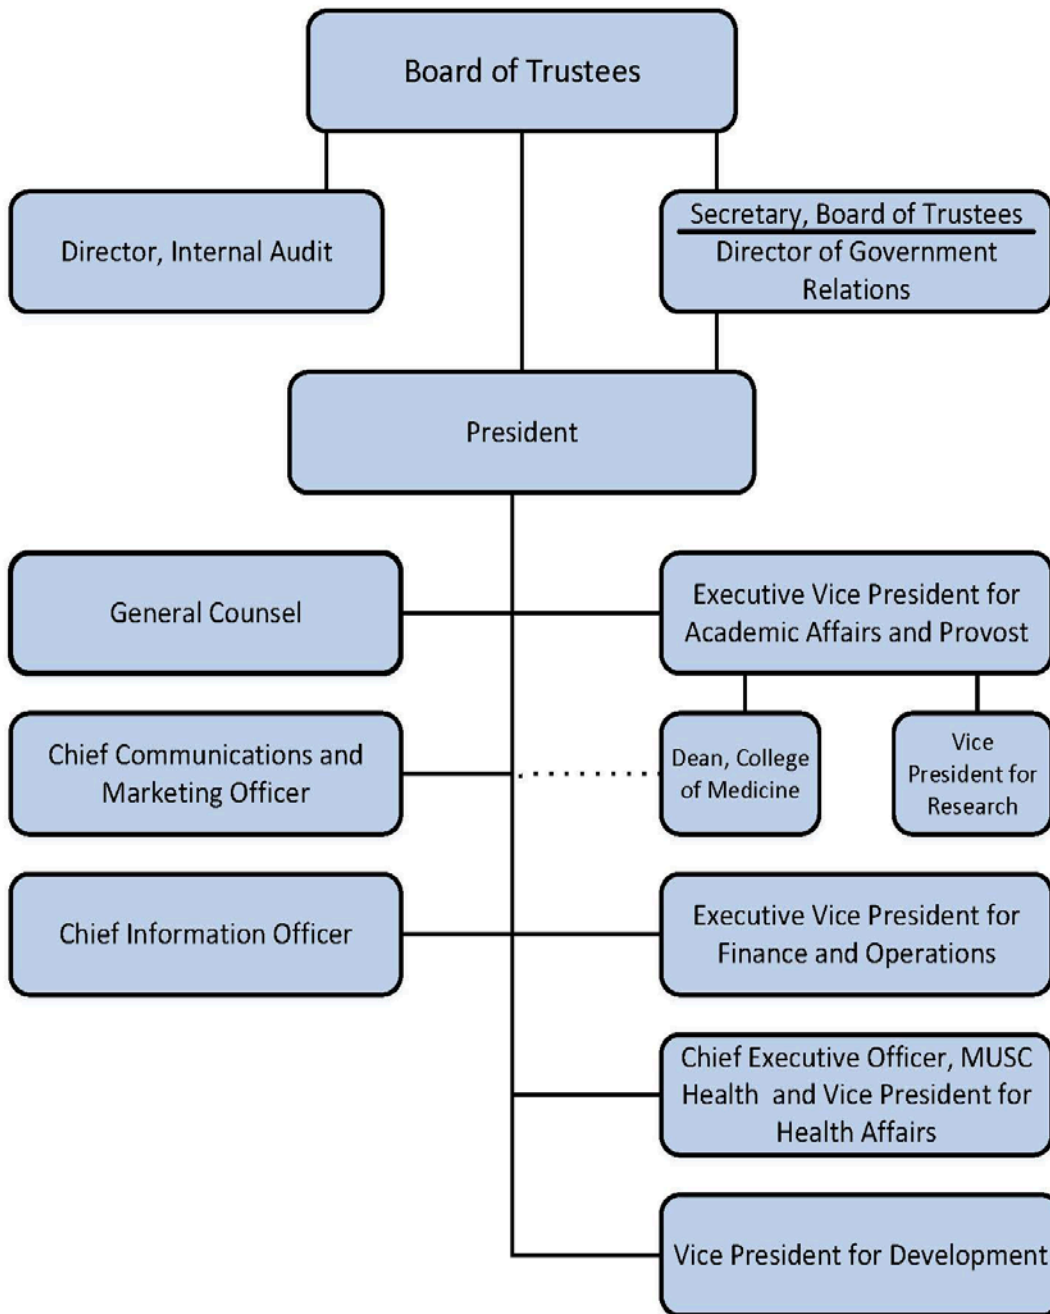 Board of Trustees
Director, Internal Audit
Secretary, Board of Trustees
Director of Government
Relations
President
General Counsel
Executive Vice President for
Academic Affairs and Provost
Chief Communications and
Marketing Officer
Dean, College
of Medicine
Vice
President for
Research
Chief Information Officer
Executive Vice President for
Finance and Operations
Chief Executive Officer, MUSC
Health and Vice President for
Health Affairs
Vice President for Development